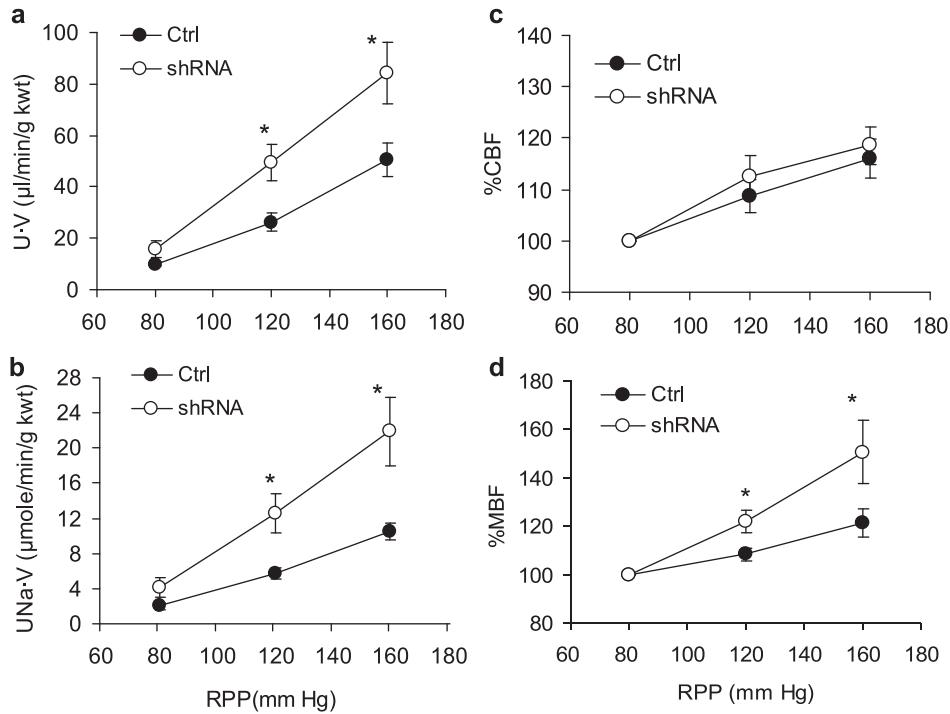 a
100
80
60
40
20
0
U·V (µl/min/g kwt)
Ctrl
shRNA
*
*
60 80 100 120 140 160 180
c
140
130
120
110
100
90
%CBF
Ctrl
shRNA
60 80 100 120 140 160 180
b
28
24
20
16
12
8
4
0
UNa·V (µmole/min/g kwt)
Ctrl
shRNA
*
*
60 80 100 120 140 160 180
RPP(mm Hg)
d
180
160
140
120
100
80
%MBF
Ctrl
shRNA
*
*
60 80 100 120 140 160 180
RPP (mm Hg)